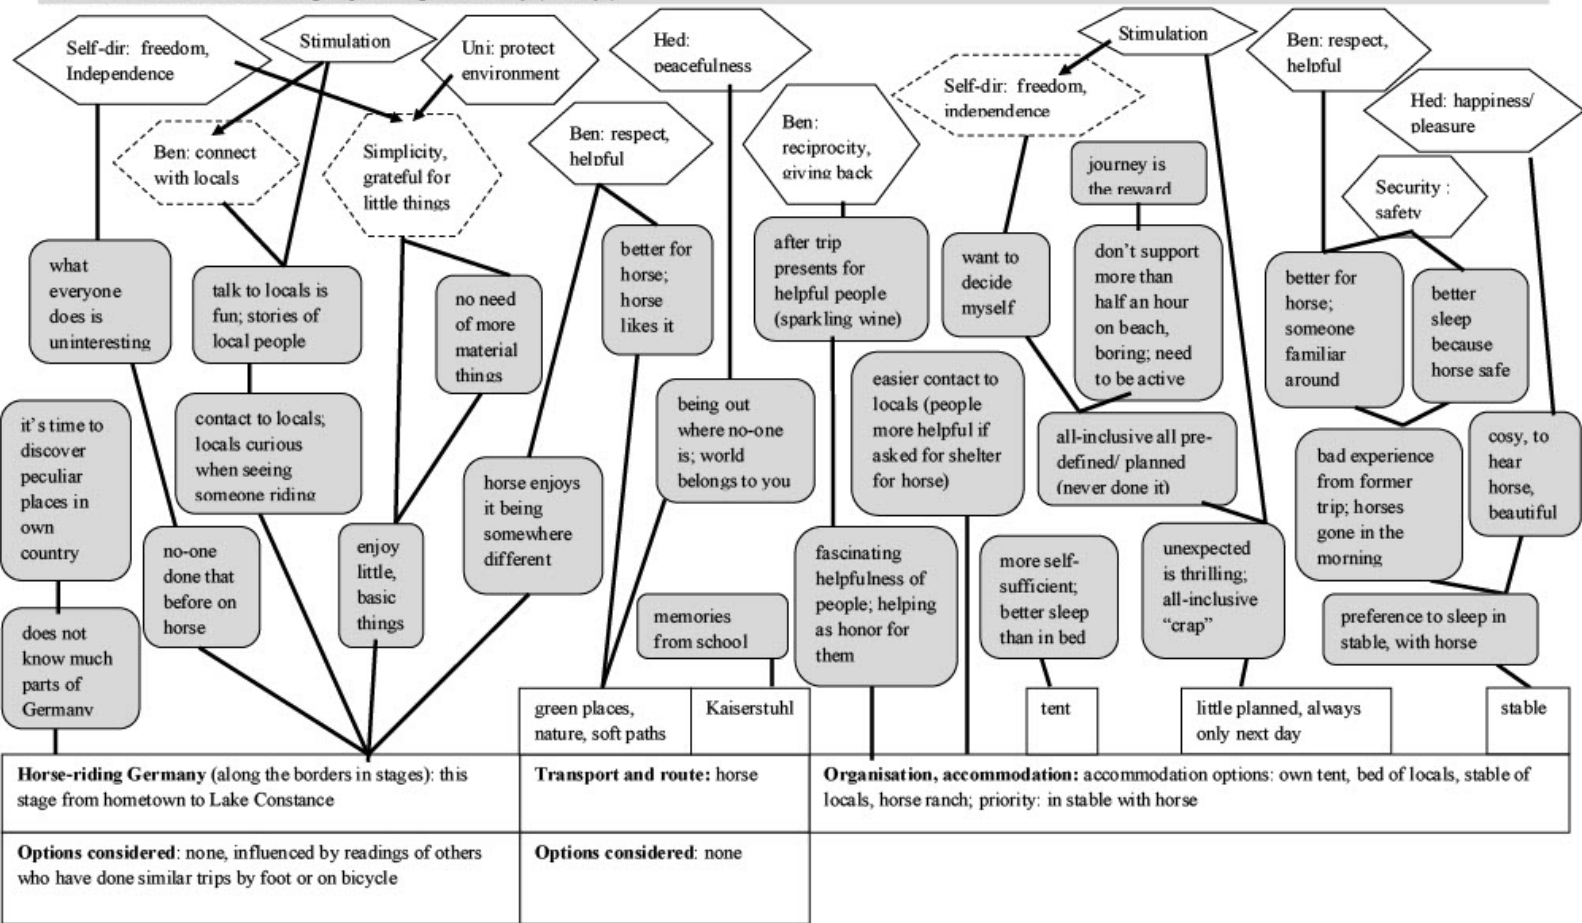 Self-dir: freedom,
Independence
Stimulation
Uni: protect
environment
Hed:
peacefulness
Stimulation
Ben: respect,
helpful
Self-dir: freedom,
independence
Hed: happiness/
pleasure
Ben: connect
with locals
Simplicity,
grateful for
little things
Ben: respect,
helpful
Ben:
reciprocity,
giving back
journey is
the reward
Security :
safety
what
everyone
does is
uninteresting
talk to locals is
fun; stories of
local people
no need
of more
material
things
better for
horse;
horse
likes it
after trip
presents for
helpful people
(sparkling wine)
want to
decide
myself
don't support
more than
half an hour
on beach,
boring; need
to be active
better for
horse;
someone
familiar
around
better
sleep
because
horse safe
it's time to
discover
peculiar
places in
own
country
contact to locals;
locals curious
when seeing
someone riding
being out
where no-one
is; world
belongs to you
easier contact to
locals (people
more helpful if
asked for shelter
for horse)
all-inclusive all pre-
defined/ planned
(never done it)
bad experience
from former
trip; horses
gone in the
morning
cosy, to
hear
horse,
beautiful
no-one
done that
before on
horse
enjoy
little,
basic
things
horse enjoys
it being
somewhere
different
fascinating
helpfulness of
people; helping
as honor for
them
more self-
sufficient;
better sleep
than in bed
unexpected
is thrilling;
all-inclusive
“crap”
does not
know much
parts of
Germany
memories
from school
preference to sleep in
stable, with horse
green places,
nature, soft paths
Kaiserstuhl
tent
little planned, always
only next day
stable
Horse-riding Germany (along the borders in stages): this
stage from hometown to Lake Constance
Transport and route: horse
Organisation, accommodation: accommodation options: own tent, bed of locals, stable of
locals, horse ranch; priority: in stable with horse
Options considered: none, influenced by readings of others
who have done similar trips by foot or on bicycle
Options considered: none